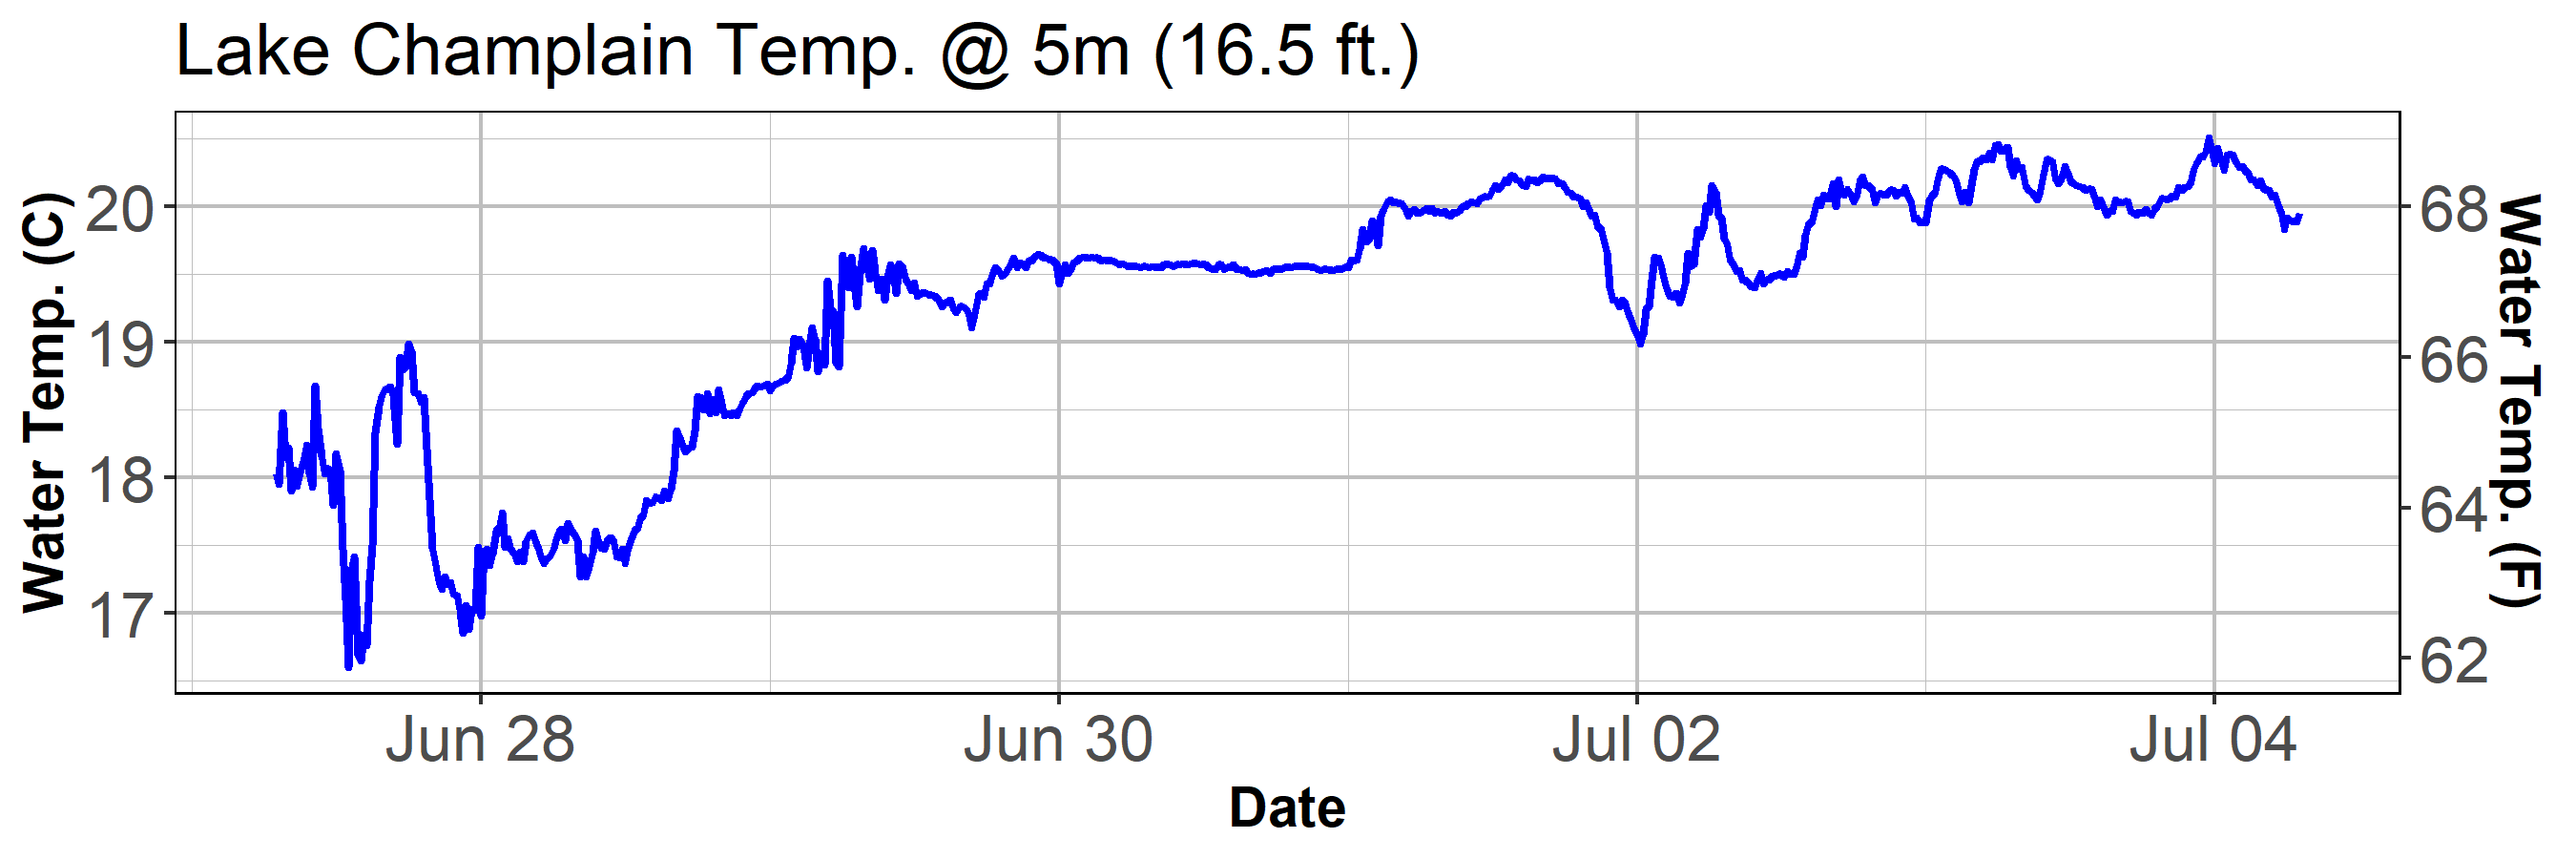 Lake Champlain Temp. @ 5m (16.5 ft.)
Water Temp. (C)
20
19
18
17
68
66
64
62
Water Temp. (F)
Jun 28
Jun 30
Jul 02
Jul 04
Date